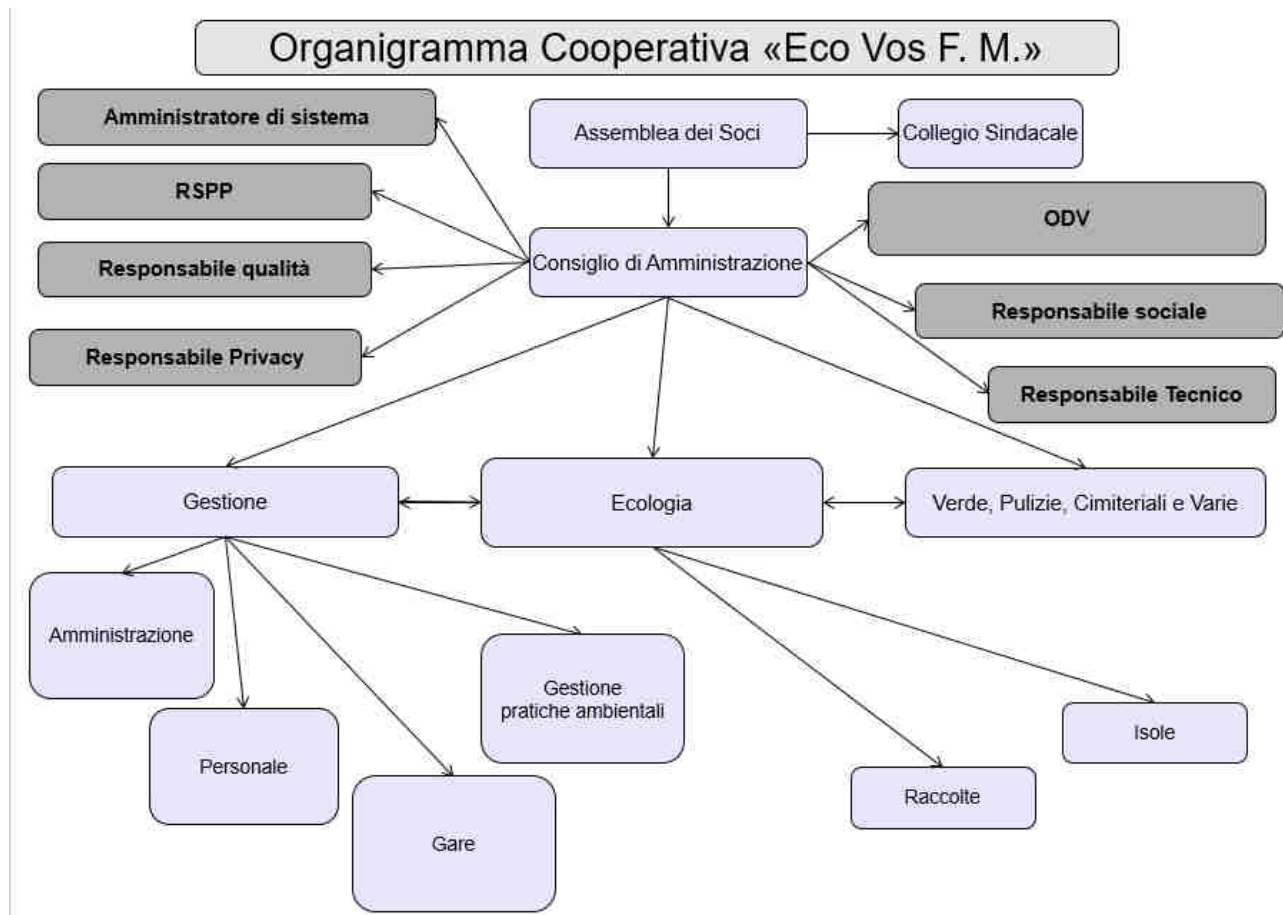 Organigramma Cooperativa «Eco Vos F. M.»
Amministratore di sistema
Assemblea dei Soci
Collegio Sindacale
RSPP
ODV
Responsabile qualità
Consiglio di Amministrazione
Responsabile sociale
Responsabile Privacy
Responsabile Tecnico
Gestione
Ecologia
Verde, Pulizie, Cimiteriali e Varie
Amministrazione
Gestione
pratiche ambientali
Isole
Personale
Raccolte
Gare